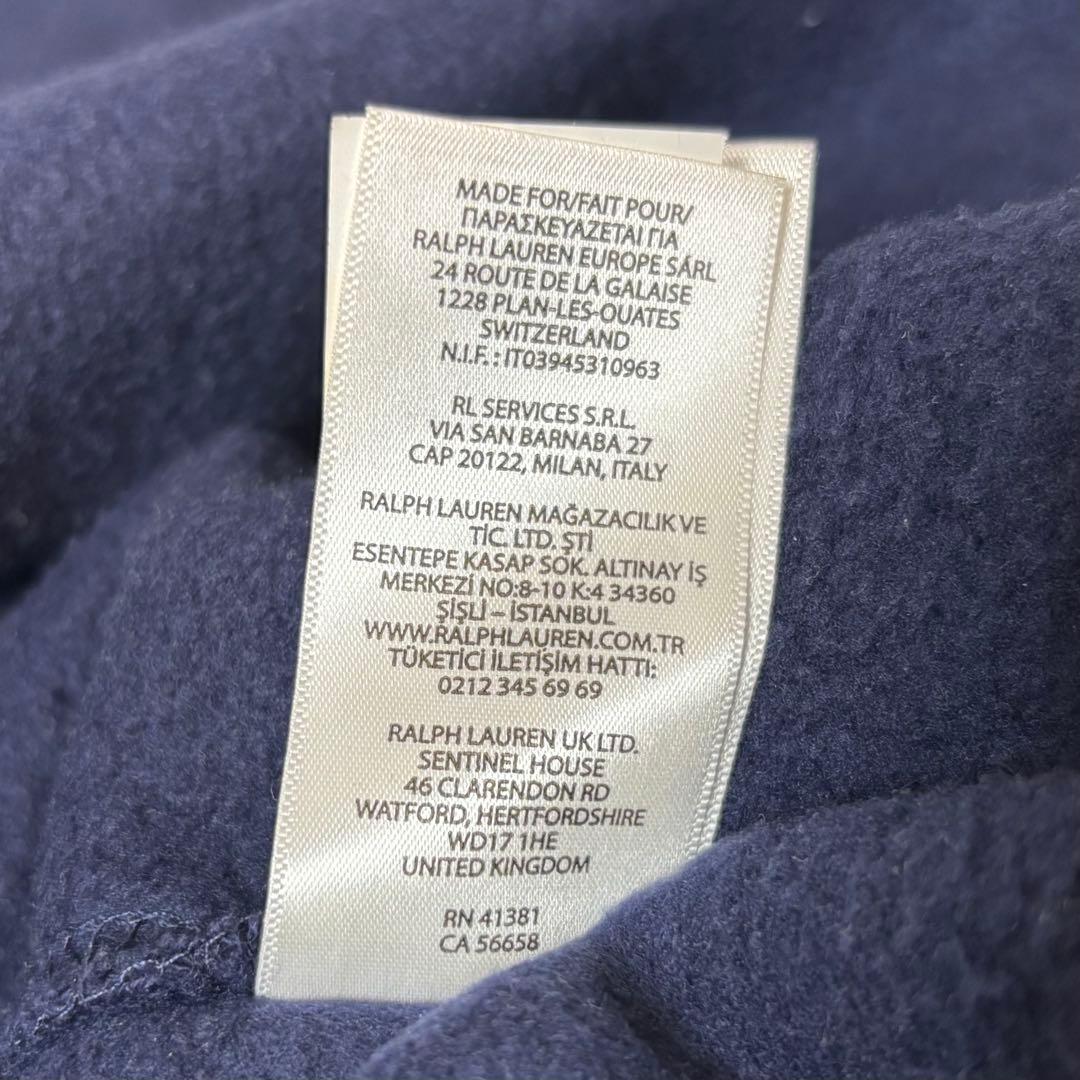 MADE FOR/FAIT POUR/
ΠΑΡΑΣΚΕΥΑΖΕΤΑΙ ΓΙΑ
RALPH LAUREN EUROPE SÁRL
24 ROUTE DE LA GALAISE
1228 PLAN-LES-OUATES
SWITZERLAND
N.I.F. : IT03945310963
RL SERVICES S.R.L.
VIA SAN BARNABA 27
CAP 20122, MILAN, ITALY
RALPH LAUREN MAĞAZACILIK VE
TİC. LTD. ŞTİ
ESENTEPE KASAP SOK. ALTINAY İŞ
MERKEZİ NO:8-10 K:4 34360
ŞİŞLİ – İSTANBUL
WWW.RALPHLAUREN.COM.TR
TÜKETİCİ İLETİŞİM HATTI:
0212 345 69 69
RALPH LAUREN UK LTD.
SENTINEL HOUSE
46 CLARENDON RD
WATFORD, HERTFORDSHIRE
WD17 1HE
UNITED KINGDOM
RN 41381
CA 56658